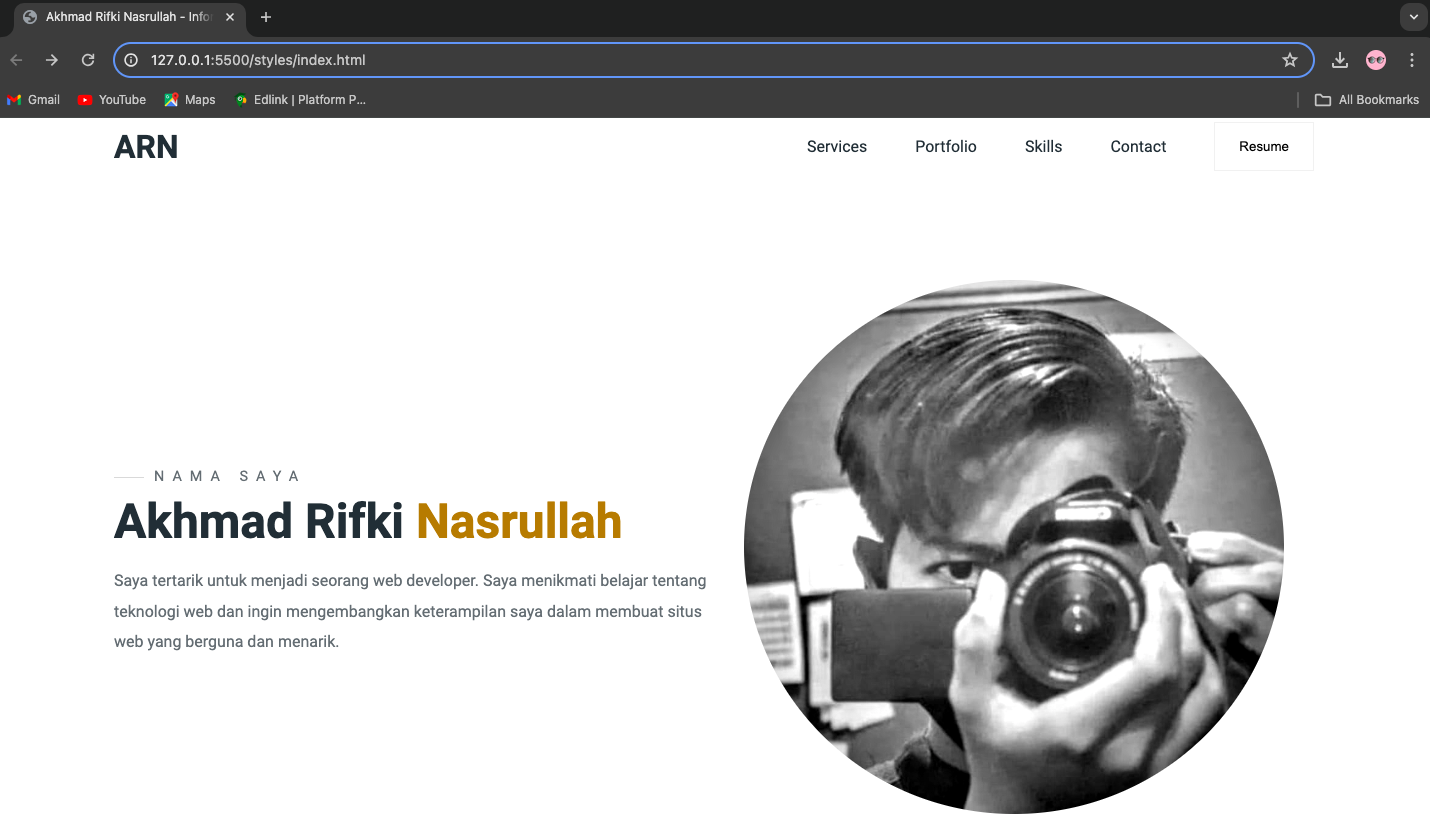 Akhmad Rifki Nasrullah - Info
127.0.0.1:5500/styles/index.html
Gmail YouTube Maps Edlink | Platform P... All Bookmarks
ARN Services Portfolio Skills Contact Resume
NAMA SAYA
Akhmad Rifki Nasrullah
Saya tertarik untuk menjadi seorang web developer. Saya menikmati belajar tentang
teknologi web dan ingin mengembangkan keterampilan saya dalam membuat situs
web yang berguna dan menarik.